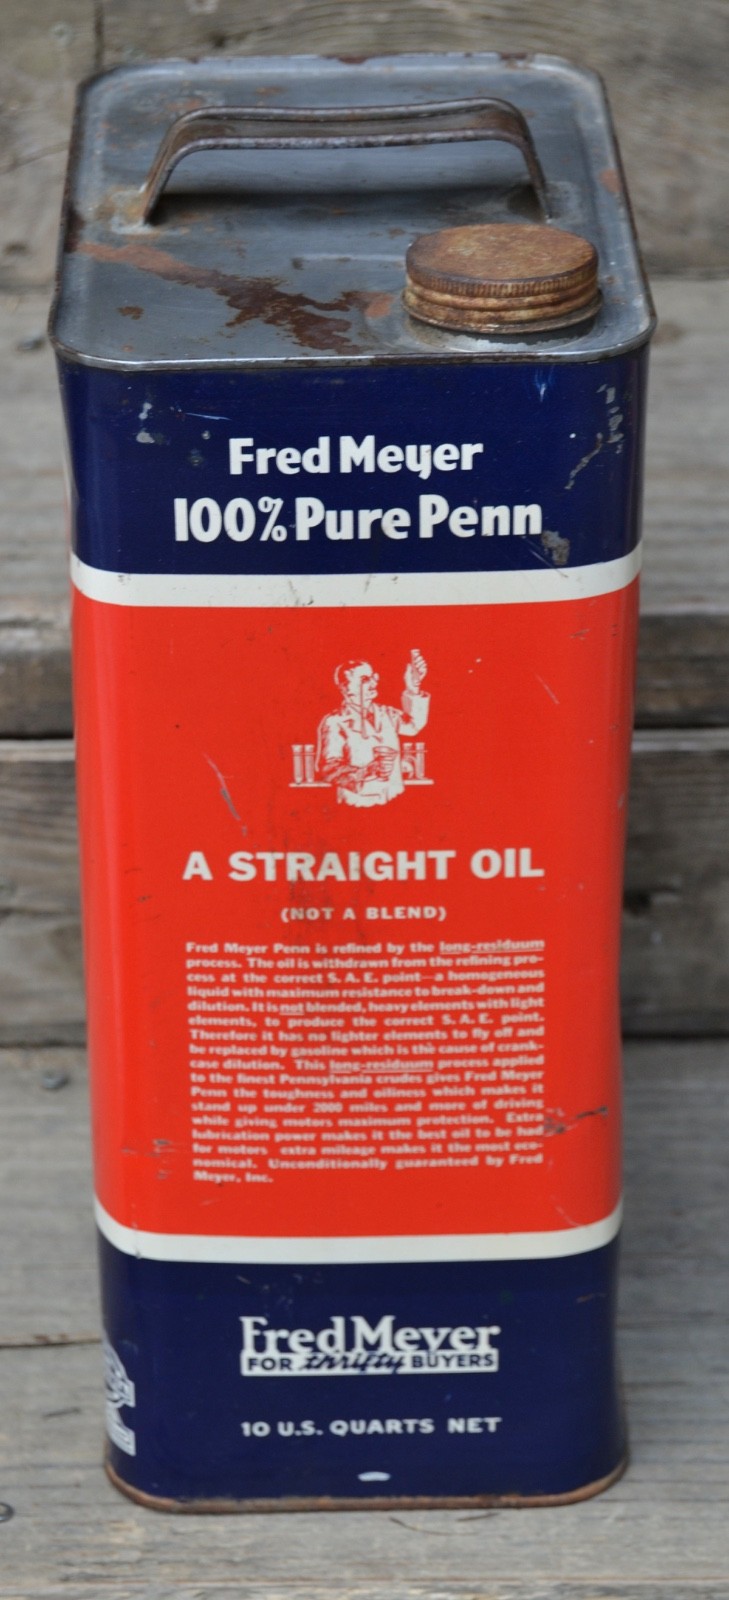 Fred Meyer
100% Pure Penn
A STRAIGHT OIL
(NOT A BLEND)
Fred Meyer Penn is refined by the long-residuum
process. The oil is withdrawn from the refining pro-
cess at the correct S. A. E. point—a homogeneous
liquid with maximum resistance to break-down and
dilution. It is not blended, heavy elements with light
elements, to produce the correct S. A. E. point.
Therefore it has no lighter elements to fly off and
be replaced by gasoline which is the cause of crank-
case dilution. This long-residuum process applied
to the finest Pennsylvania crudes gives Fred Meyer
Penn the toughness and oiliness which makes it
stand up under 2000 miles and more of driving
while giving motors maximum protection. Extra
lubrication power makes it the best oil to be had
for motors extra mileage makes it the most eco-
nomical. Unconditionally guaranteed by Fred
Meyer, Inc.
Fred Meyer
FOR thrifty BUYERS
10 U.S. QUARTS NET